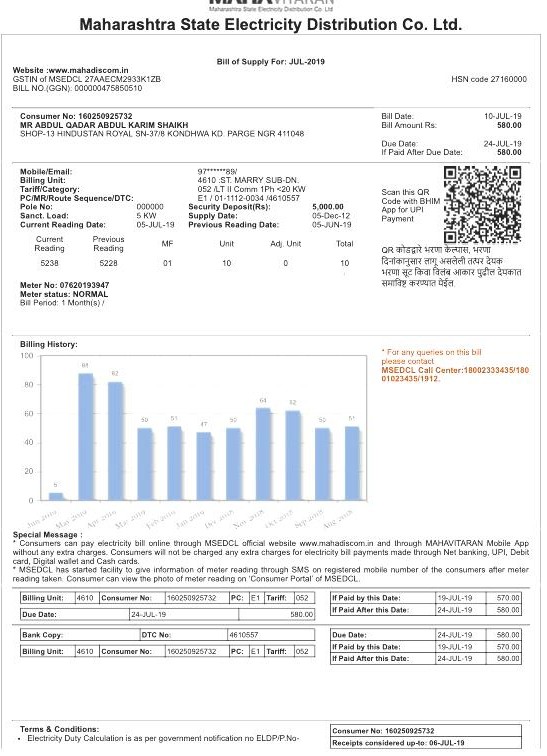 MAHAVITARAN
Maharashtra State Electricity Distribution Co. Ltd
Maharashtra State Electricity Distribution Co. Ltd.
Bill of Supply For: JUL-2019
Website :www.mahadiscom.in
GSTIN of MSEDCL 27AAECM2933K1ZB HSN code 27160000
BILL NO.(GGN): 000000475850510
Consumer No: 160250925732 Bill Date: 10-JUL-19
MR ABDUL QADAR ABDUL KARIM SHAIKH Bill Amount Rs: 580.00
SHOP-13 HINDUSTAN ROYAL SN-37/8 KONDHWA KD. PARGE NGR 411048
Due Date: 24-JUL-19
If Paid After Due Date: 580.00
Mobile/Email: 97******89/
Billing Unit: 4610 :ST. MARRY SUB-DN.
Tariff/Category: 052 /LT II Comm 1Ph <20 KW
PC/MR/Route Sequence/DTC: E1 / 01-1112-0034 /4610557
Pole No: 000000 Security Deposit(Rs): 5,000.00
Sanct. Load: 5 KW Supply Date: 05-Dec-12
Current Reading Date: 05-JUL-19 Previous Reading Date: 05-JUN-19
Scan this QR
Code with BHIM
App for UPI
Payment
Current Reading Previous Reading MF Unit Adj. Unit Total
5238 5228 01 10 0 10
QR कोडद्वारे भरणा केल्यास, भरणा
दिनांकानुसार लागू असलेली तत्पर देयक
भरणा सूट किंवा विलंब आकार पुढील देयकात
समाविष्ट करण्यात येईल.
Meter No: 07620193947
Meter status: NORMAL
Bill Period: 1 Month(s) /
Billing History:
100
80
60
40
20
0
88 82 50 51 47 50 64 62 50 51
Jun 2019 May 2019 Apr 2019 Mar 2019 Feb 2019 Jan 2019 Dec 2018 Nov 2018 Oct 2018 Sep 2018 Aug 2018
* For any queries on this bill
please contact
MSEDCL Call Center:18002333435/180
01023435/1912.
Special Message :
* Consumers can pay electricity bill online through MSEDCL official website www.mahadiscom.in and through MAHAVITARAN Mobile App
without any extra charges. Consumers will not be charged any extra charges for electricity bill payments made through Net banking, UPI, Debit
card, Digital wallet and Cash cards.
* MSEDCL has started facility to give information of meter reading through SMS on registered mobile number of the consumers after meter
reading taken. Consumer can view the photo of meter reading on 'Consumer Portal' of MSEDCL.
Billing Unit: 4610 Consumer No: 160250925732 PC: E1 Tariff: 052 If Paid by this Date: 19-JUL-19 570.00
Due Date: 24-JUL-19 580.00 If Paid After this Date: 24-JUL-19 580.00
Bank Copy: DTC No: 4610557 Due Date: 24-JUL-19 580.00
Billing Unit: 4610 Consumer No: 160250925732 PC: E1 Tariff: 052 If Paid by this Date: 19-JUL-19 570.00
If Paid After this Date: 24-JUL-19 580.00
Terms & Conditions:
• Electricity Duty Calculation is as per government notification no ELDP/P.No-
Consumer No: 160250925732
Receipts considered up-to: 06-JUL-19